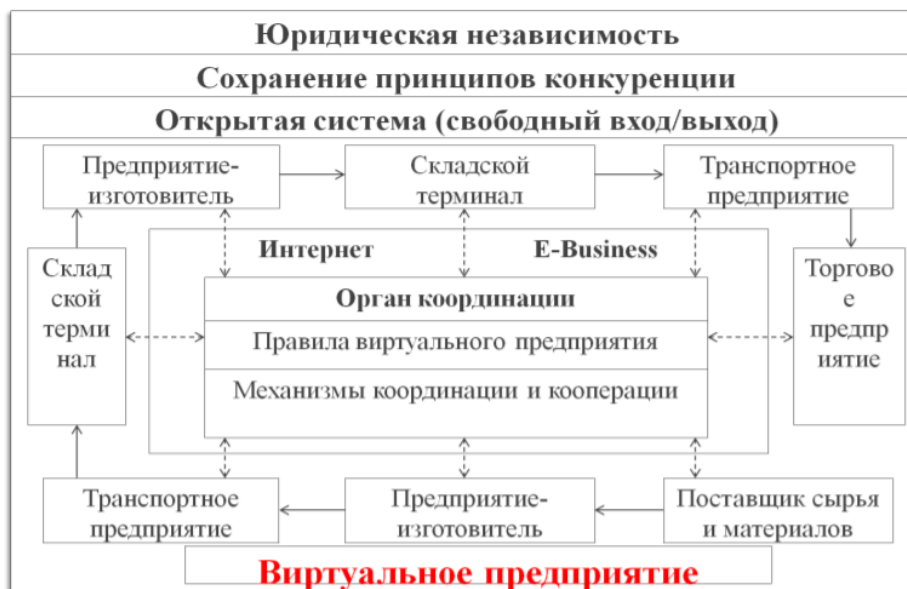 Юридическая независимость
Сохранение принципов конкуренции
Открытая система (свободный вход/выход)
Предприятие-
изготовитель
Складской
терминал
Транспортное
предприятие
Интернет
E-Business
Склад
ской
терми
нал
Орган координации
Правила виртуального предприятия
Механизмы координации и кооперации
Торгово
е
предпр
иятие
Транспортное
предприятие
Предприятие-
изготовитель
Поставщик сырья
и материалов
Виртуальное предприятие